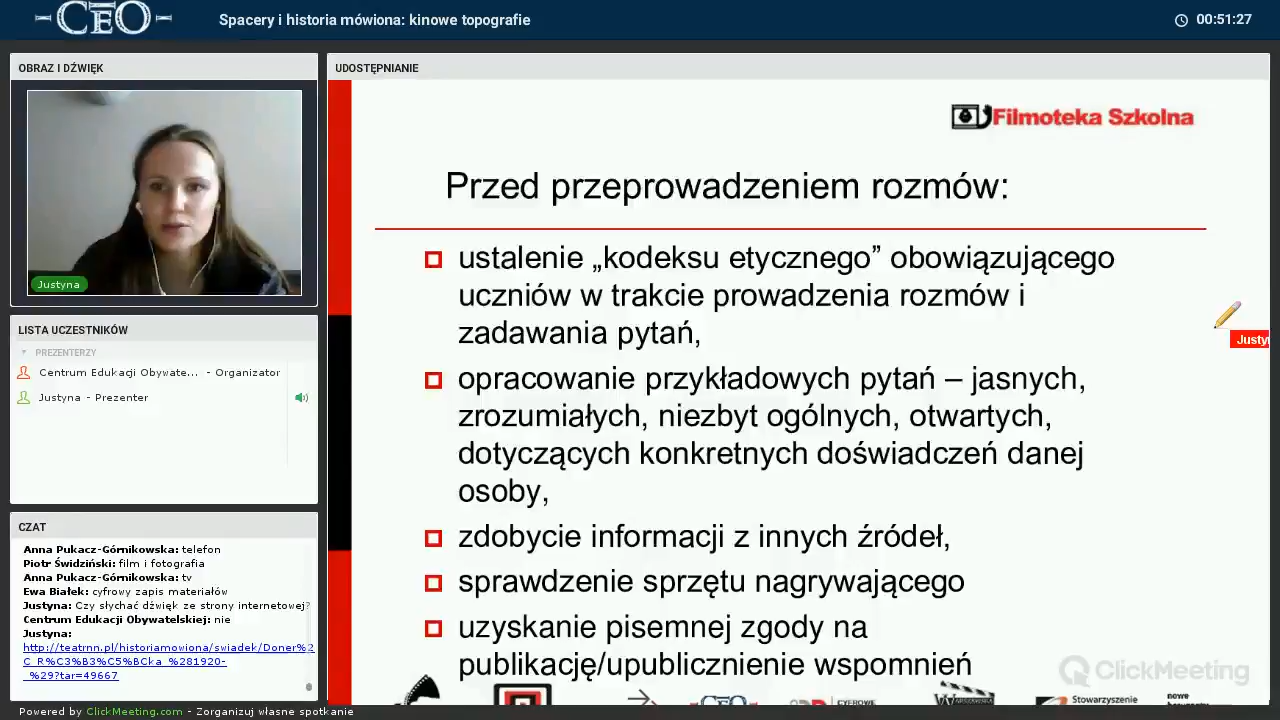 CEO
Spacery i historia mówiona: kinowe topografie
00:51:27
OBRAZ I DŹWIĘK
Justyna
LISTA UCZESTNIKÓW
PREZENTERZY
Centrum Edukacji Obywate... - Organizator
Justyna - Prezenter
CZAT
Anna Pukacz-Górnikowska: telefon
Piotr Świdziński: film i fotografia
Anna Pukacz-Górnikowska: tv
Ewa Białek: cyfrowy zapis materiałów
Justyna: Czy słychać dźwięk ze strony internetowej?
Centrum Edukacji Obywatelskiej: nie
Justyna:
http://teatrnn.pl/historiamowiona/swiadek/Doner%2
C_R%C3%B3%C5%BCka_%281920-
_%29?tar=49667
UDOSTĘPNIANIE
Filmoteka Szkolna
Przed przeprowadzeniem rozmów:
ustalenie „kodeksu etycznego” obowiązującego
uczniów w trakcie prowadzenia rozmów i
zadawania pytań,
opracowanie przykładowych pytań – jasnych,
zrozumiałych, niezbyt ogólnych, otwartych,
dotyczących konkretnych doświadczeń danej
osoby,
zdobycie informacji z innych źródeł,
sprawdzenie sprzętu nagrywającego
uzyskanie pisemnej zgody na
publikację/upublicznienie wspomnień
Justy
ClickMeeting
CEO
CYFROWE
Stowarzyszenie
nowe
Powered by ClickMeeting.com - Zorganizuj własne spotkanie